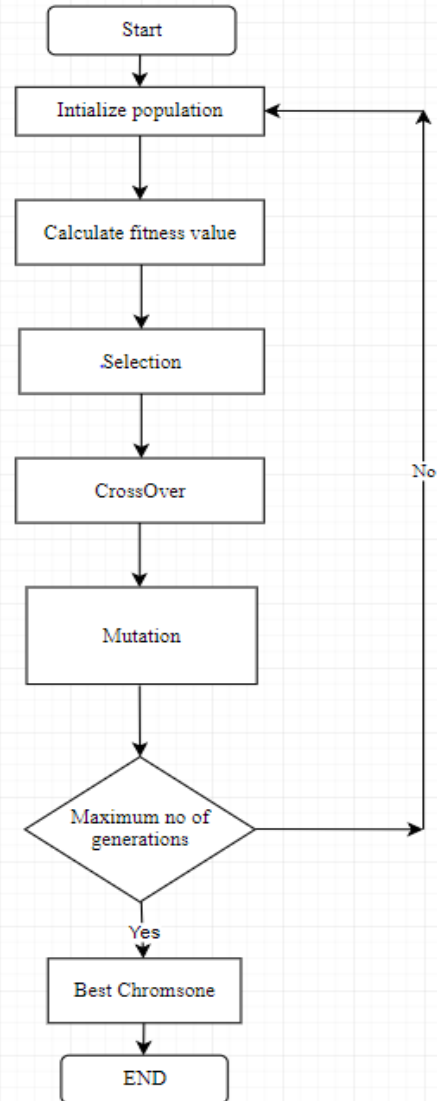 Start
Intialize population
Calculate fitness value
.Selection
CrossOver
No
Mutation
Maximum no of
generations
Yes
Best Chromsone
END